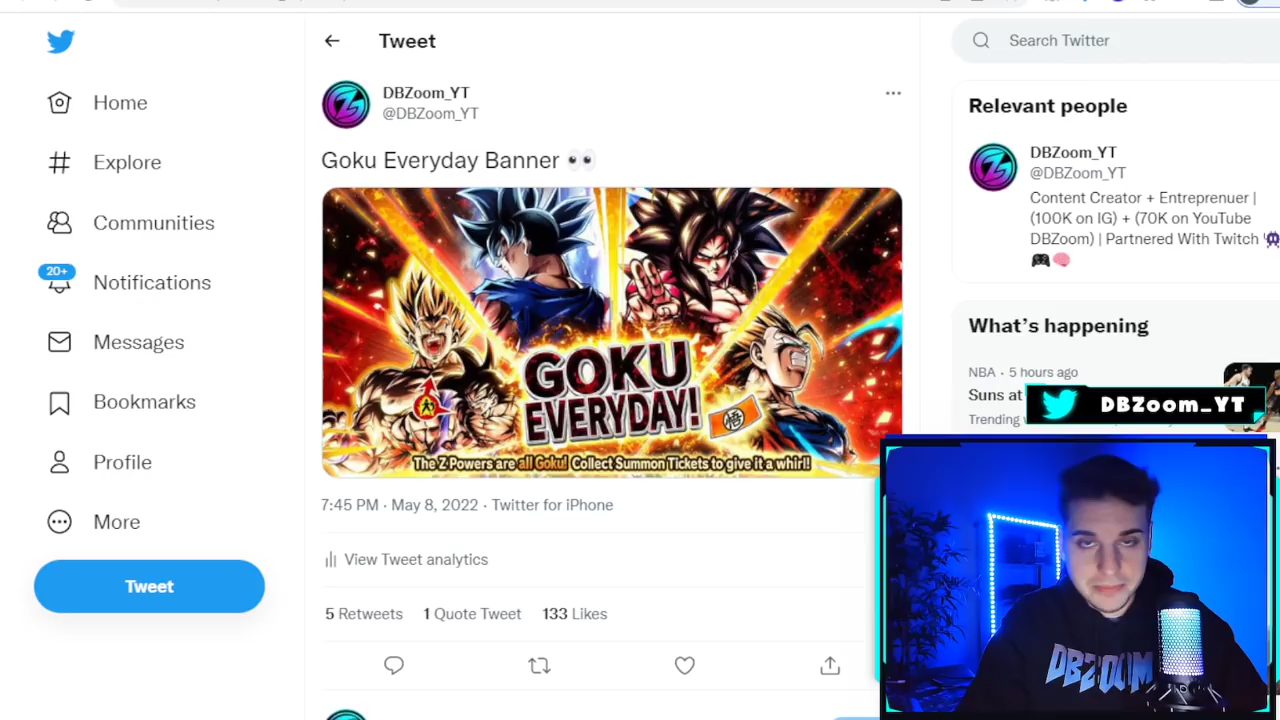 Tweet
Search Twitter
Home
Explore
Communities
20+
Notifications
Messages
Bookmarks
Profile
More
Tweet
DBZoom_YT
@DBZoom_YT
Goku Everyday Banner 👀
GOKU
EVERYDAY!
悟
The Z Powers are all Goku! Collect Summon Tickets to give it a whirl!
7:45 PM · May 8, 2022 · Twitter for iPhone
View Tweet analytics
5 Retweets 1 Quote Tweet 133 Likes
Relevant people
DBZoom_YT
@DBZoom_YT
Content Creator + Entreprenuer |
(100K on IG) + (70K on YouTube
DBZoom) | Partnered With Twitch 👾
🎮🧠
What's happening
NBA · 5 hours ago
Suns at
Trending
DBZoom_YT
DBZOOM